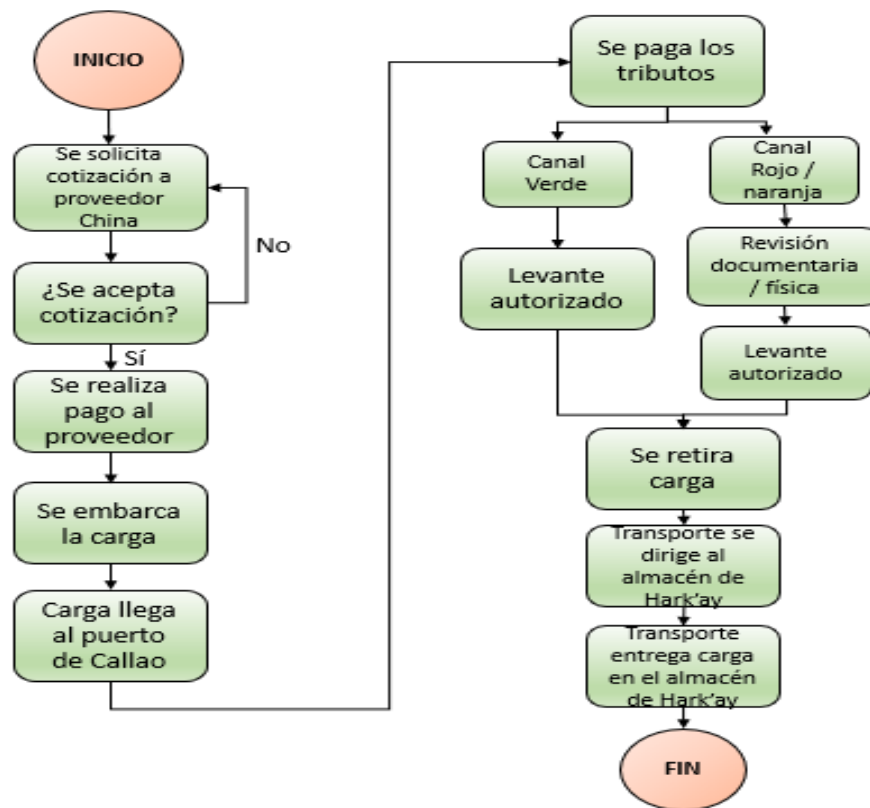 INICIO
Se solicita
cotización a
proveedor
China
No
¿Se acepta
cotización?
Sí
Se realiza
pago al
proveedor
Se embarca
la carga
Carga llega
al puerto
de Callao
Se paga los
tributos
Canal
Verde
Canal
Rojo /
naranja
Levante
autorizado
Revisión
documentaria
/ física
Levante
autorizado
Se retira
carga
Transporte se
dirige al
almacén de
Hark’ay
Transporte
entrega carga
en el almacén
de Hark’ay
FIN